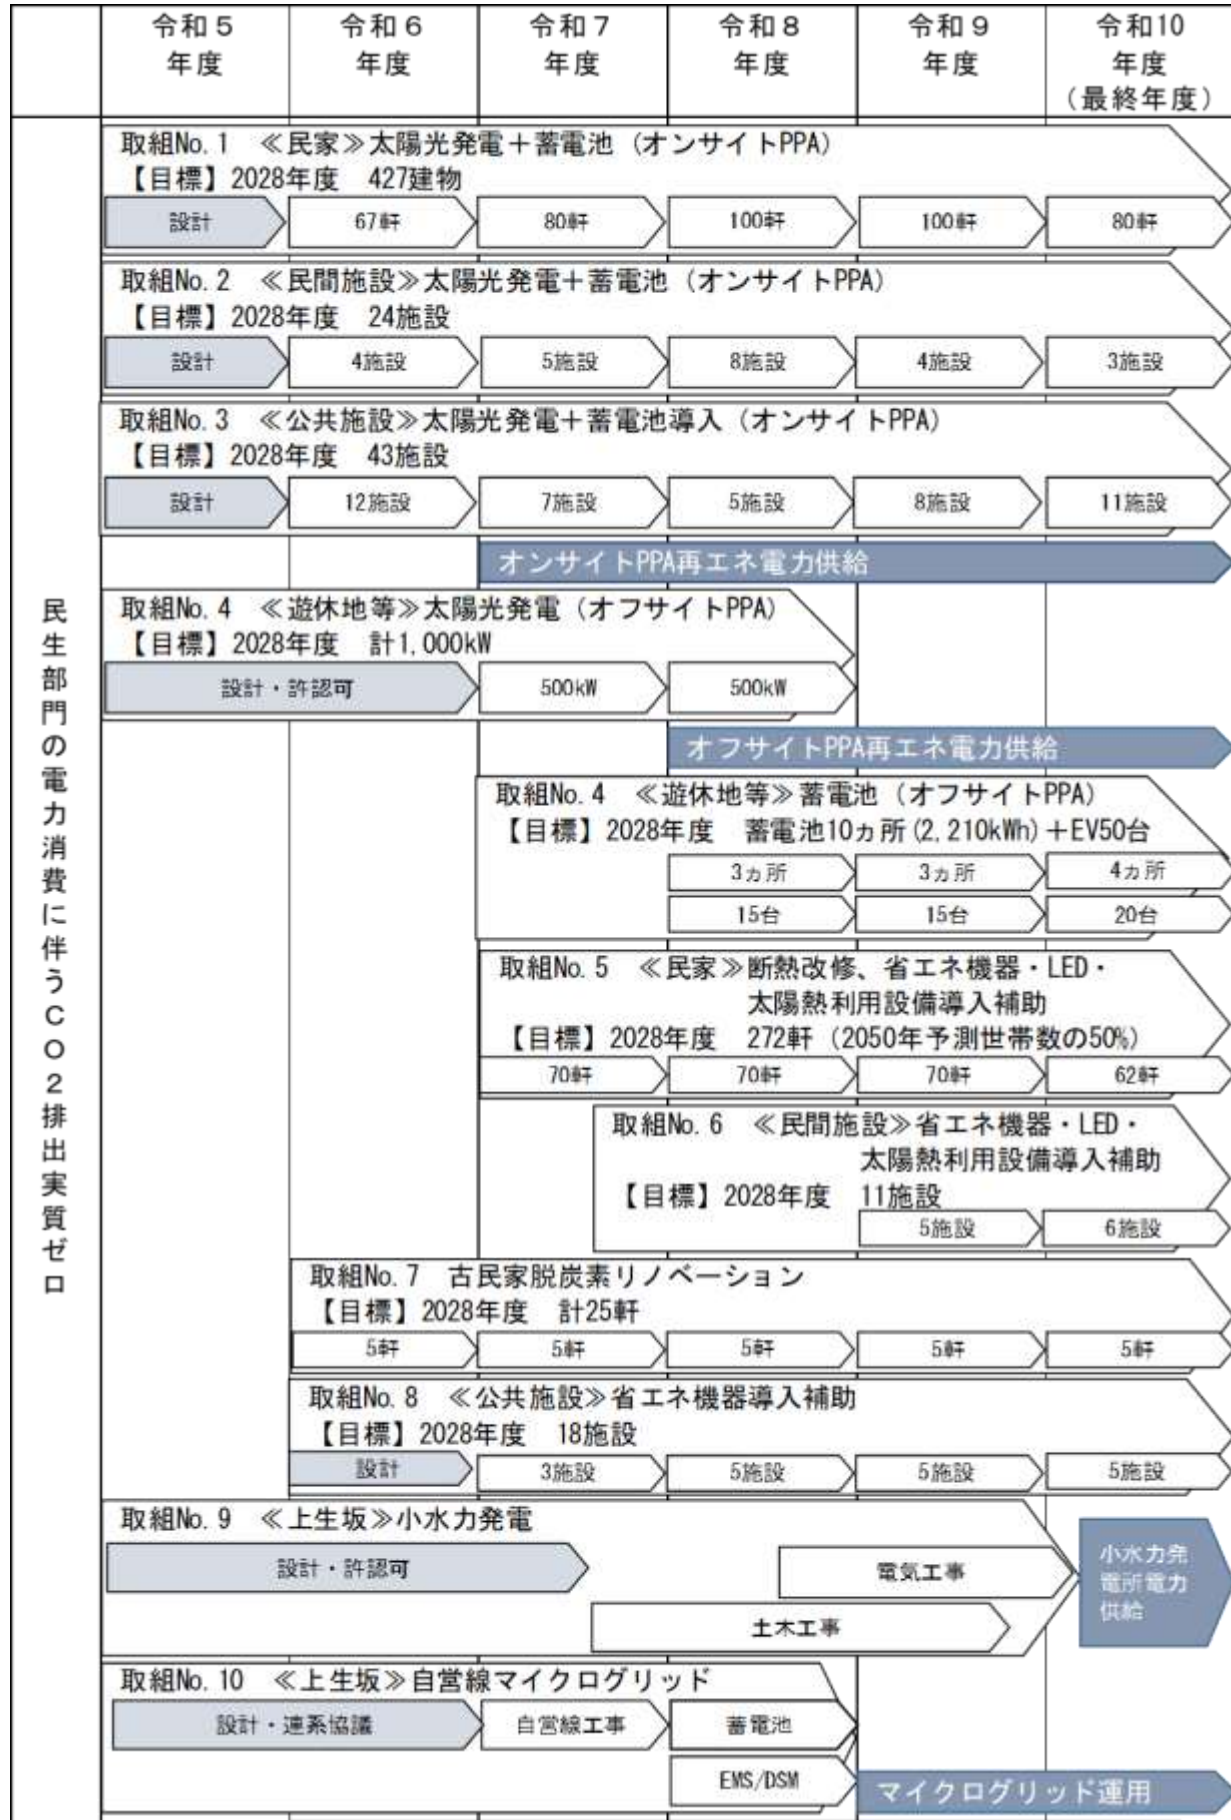 令和５年度
令和６年度
令和７年度
令和８年度
令和９年度
令和10年度（最終年度）
民生部門の電力消費に伴うＣＯ２排出実質ゼロ
取組No.1　≪民家≫太陽光発電＋蓄電池（オンサイトPPA）
【目標】2028年度　427建物
設計
67軒
80軒
100軒
100軒
80軒
取組No.2　≪民間施設≫太陽光発電＋蓄電池（オンサイトPPA）
【目標】2028年度　24施設
設計
4施設
5施設
8施設
4施設
3施設
取組No.3　≪公共施設≫太陽光発電＋蓄電池導入（オンサイトPPA）
【目標】2028年度　43施設
設計
12施設
7施設
5施設
8施設
11施設
オンサイトPPA再エネ電力供給
取組No.4　≪遊休地等≫太陽光発電（オフサイトPPA）
【目標】2028年度　計1,000kW
設計・許認可
500kW
500kW
オフサイトPPA再エネ電力供給
取組No.4　≪遊休地等≫蓄電池（オフサイトPPA）
【目標】2028年度　蓄電池10ヵ所(2,210kWh)＋EV50台
3ヵ所
3ヵ所
4ヵ所
15台
15台
20台
取組No.5　≪民家≫断熱改修、省エネ機器・LED・
太陽熱利用設備導入補助
【目標】2028年度　272軒（2050年予測世帯数の50%）
70軒
70軒
70軒
62軒
取組No.6　≪民間施設≫省エネ機器・LED・
太陽熱利用設備導入補助
【目標】2028年度　11施設
5施設
6施設
取組No.7　古民家脱炭素リノベーション
【目標】2028年度　計25軒
5軒
5軒
5軒
5軒
5軒
取組No.8　≪公共施設≫省エネ機器導入補助
【目標】2028年度　18施設
設計
3施設
5施設
5施設
5施設
取組No.9　≪上生坂≫小水力発電
設計・許認可
電気工事
土木工事
小水力発
電所電力
供給
取組No.10　≪上生坂≫自営線マイクログリッド
設計・連系協議
自営線工事
蓄電池
EMS/DSM
マイクログリッド運用